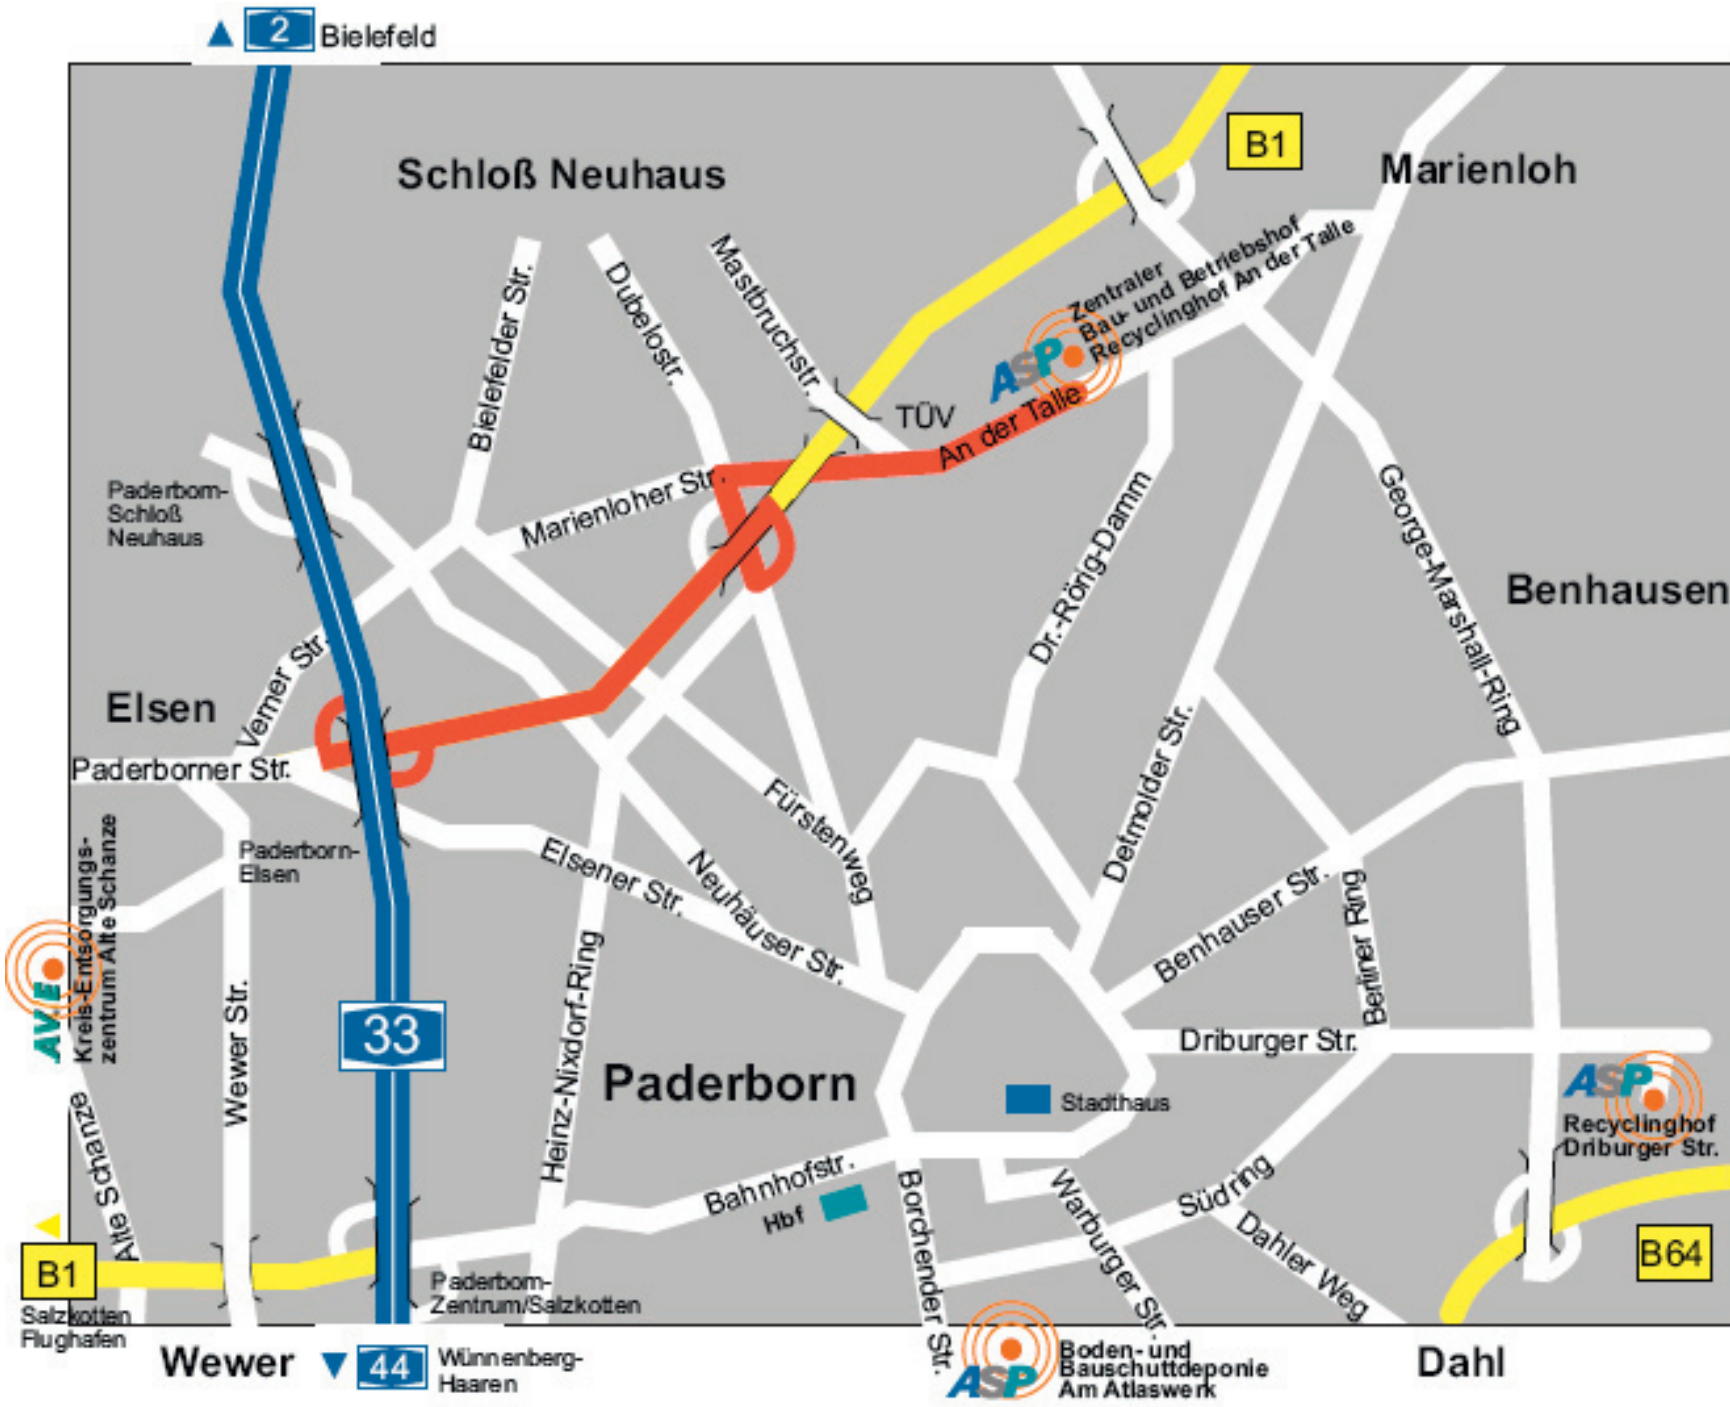 2 Bielefeld
B1
Schloß Neuhaus
Marienloh
Zentraler
Bau- und Betriebshof
Recyclinghof An der Talle
ASP
Bielefelder Str.
Dubelostr.
Mastbruchstr.
TÜV
An der Talle
Marienloher Str.
Paderborn-
Schloß
Neuhaus
Dr.-Rörig-Damm
George-Marshall-Ring
Benhausen
Verner Str.
Elsen
Paderborner Str.
Paderborn-
Elsen
Elsener Str.
Neuhäuser Str.
Fürstenweg
Detmolder Str.
Benhauser Str.
Berliner Ring
Driburger Str.
Kreis-Entsorgungs-
zentrum Alte Schanze
AV.E
Wewer Str.
33
Heinz-Nixdorf-Ring
Paderborn
Stadthaus
ASP
Recyclinghof
Driburger Str.
Alte Schanze
Bahnhofstr.
Hbf
Borchender Str.
Warburger Str.
Südring
Dahler Weg
B64
B1
Salzkotten
Flughafen
Paderborn-
Zentrum/Salzkotten
Wewer
44
Wünnenberg-
Haaren
ASP
Boden- und
Bauschuttdeponie
Am Atlaswerk
Dahl